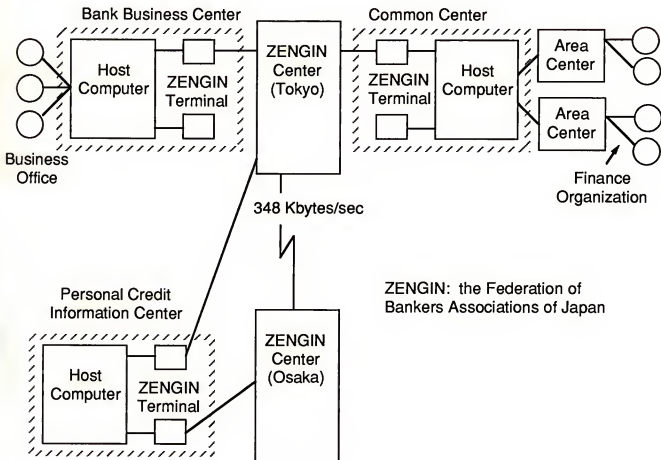 Bank Business Center
Host
Computer
ZENGIN
Terminal
Business
Office
ZENGIN
Center
(Tokyo)
Common Center
ZENGIN
Terminal
Host
Computer
Area
Center
Area
Center
Finance
Organization
348 Kbytes/sec
Personal Credit
Information Center
Host
Computer
ZENGIN
Terminal
ZENGIN
Center
(Osaka)
ZENGIN: the Federation of
Bankers Associations of Japan